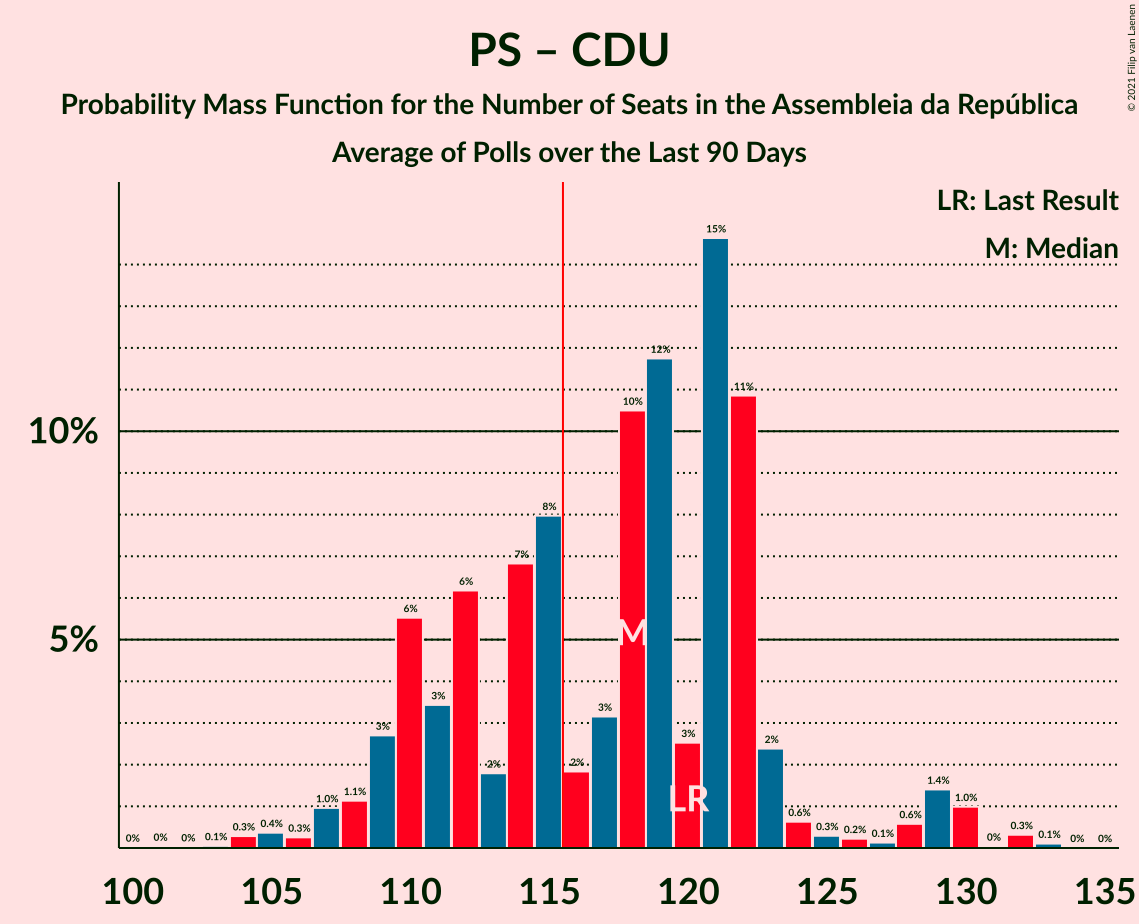 PS – CDU
Probability Mass Function for the Number of Seats in the Assembleia da República
Average of Polls over the Last 90 Days
© 2021 Filip van Laenen
LR: Last Result
M: Median
10%
5%
0% 0% 0% 0.1% 0.3% 0.4% 0.3% 1.0% 1.1% 3% 6% 3% 6% 2% 7% 8% 2% 3% 10% 12% 3% 15% 11% 2% 0.6% 0.3% 0.2% 0.1% 0.6% 1.4% 1.0% 0% 0.3% 0.1% 0% 0%
M
LR
100 105 110 115 120 125 130 135